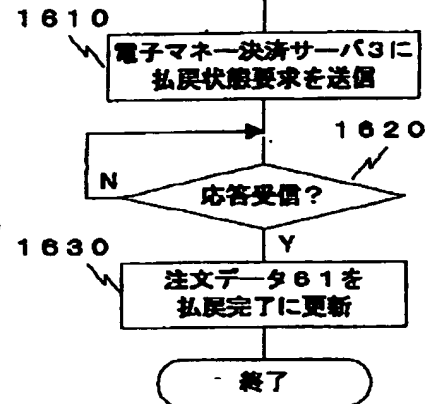 1610
電子マネー決済サーバ3に
払戻状態要求を送信
1620
N
応答受信?
Y
1630
注文データ61を
払戻完了に更新
終了